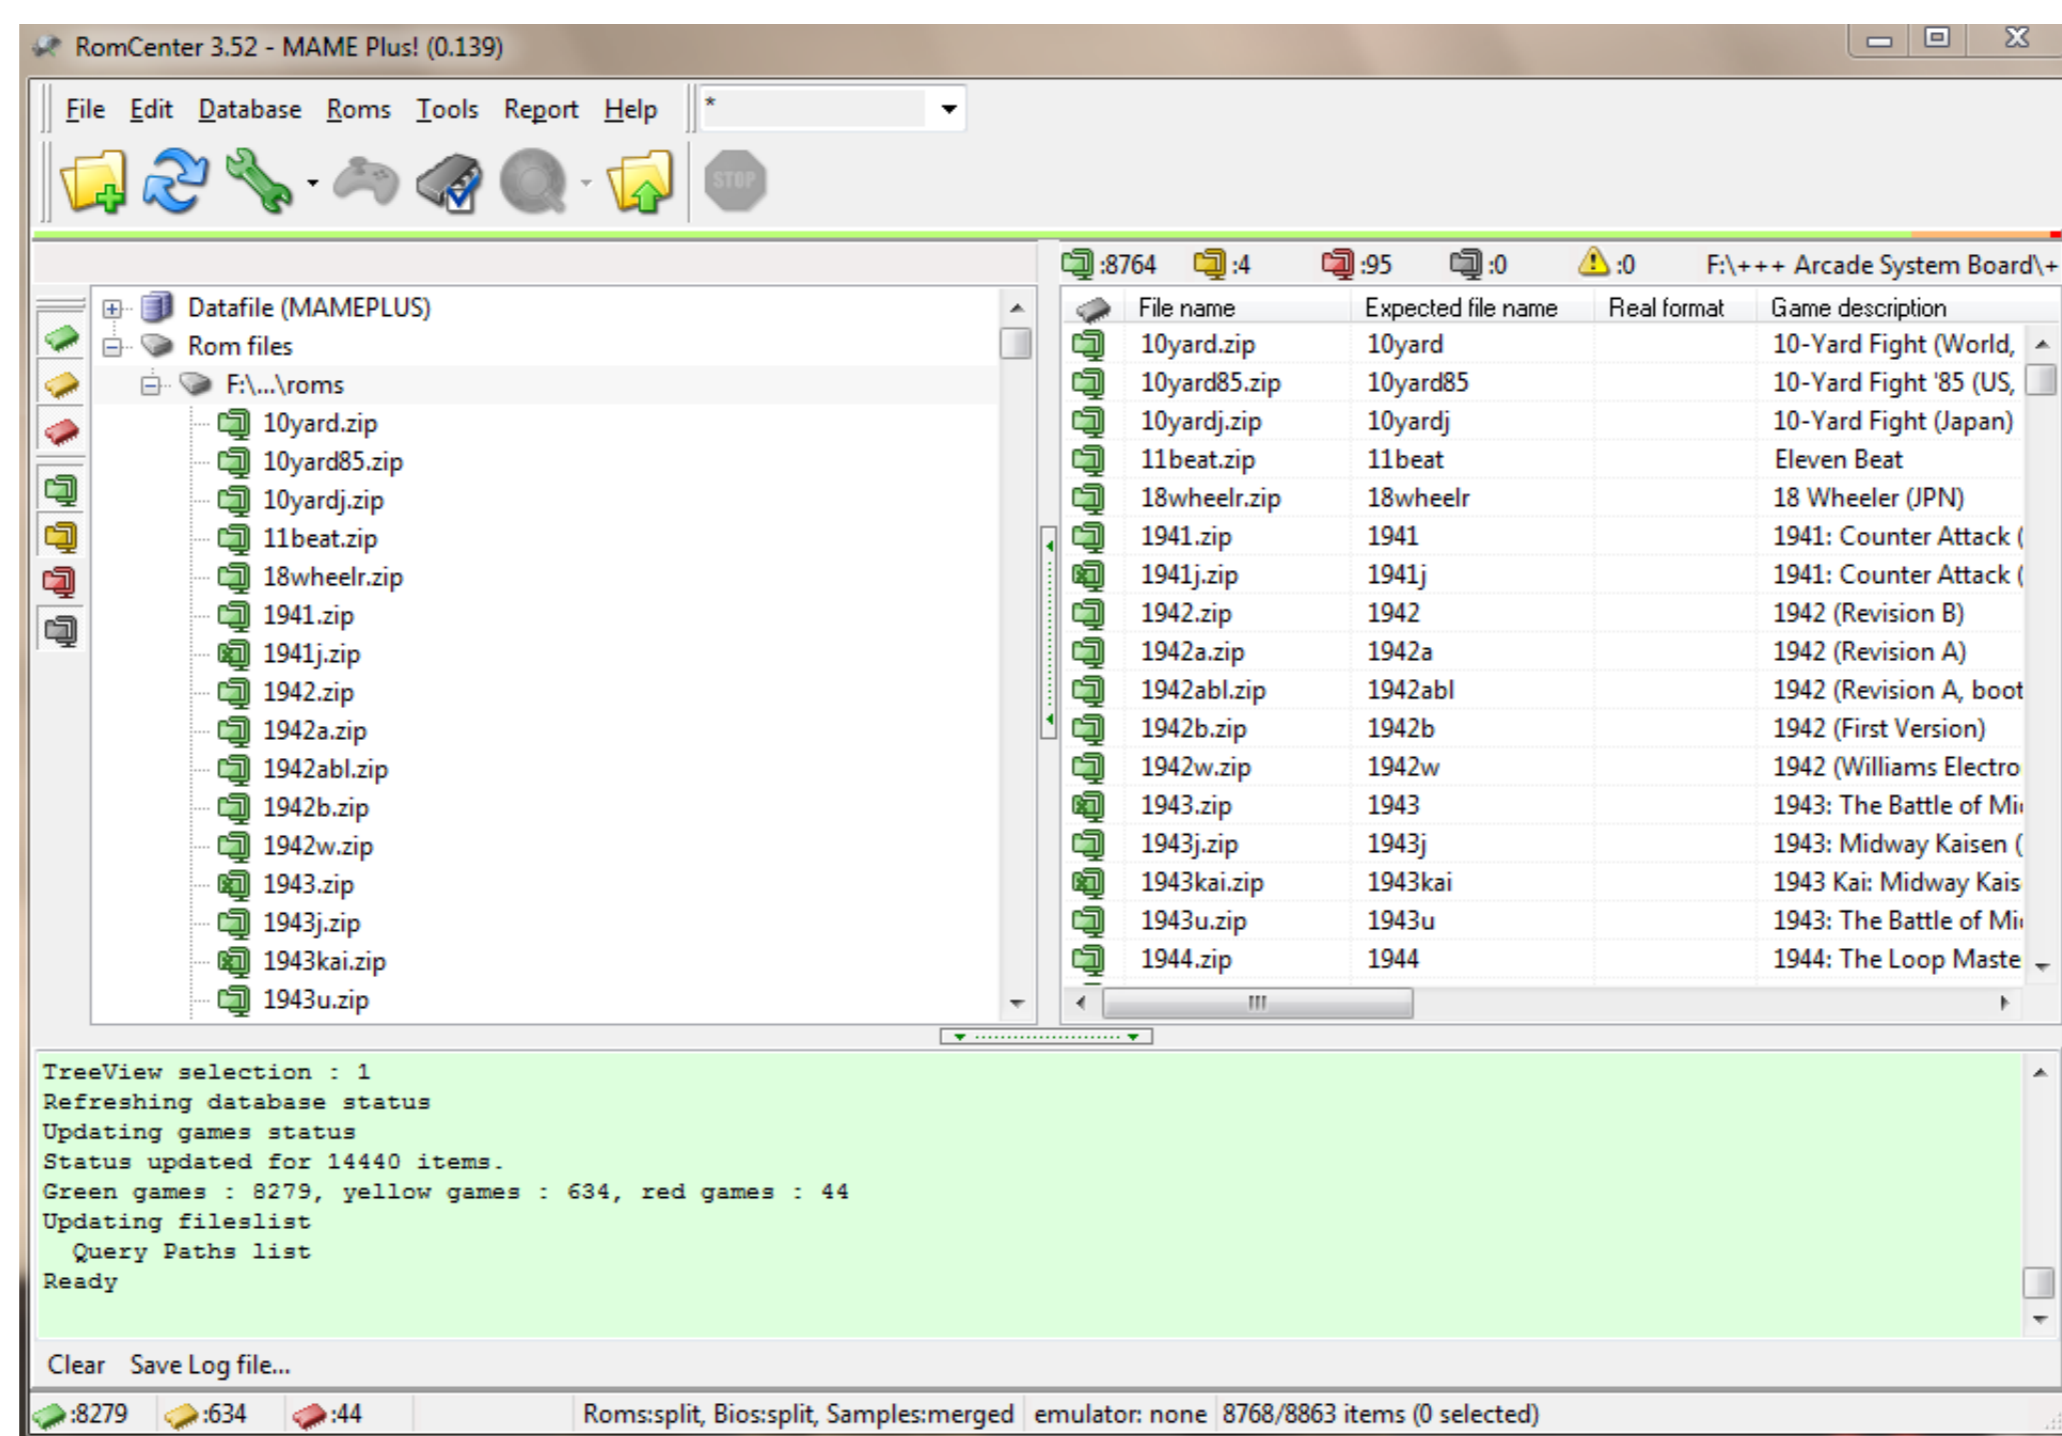 RomCenter 3.52 - MAME Plus! (0.139)
File Edit Database Roms Tools Report Help *
STOP
:8764 :4 :95 :0 :0 F:\+++ Arcade System Board\+
Datafile (MAMEPLUS)
Rom files
F:\...\roms
10yard.zip
10yard85.zip
10yardj.zip
11beat.zip
18wheelr.zip
1941.zip
1941j.zip
1942.zip
1942a.zip
1942abl.zip
1942b.zip
1942w.zip
1943.zip
1943j.zip
1943kai.zip
1943u.zip
File name Expected file name Real format Game description
10yard.zip 10yard 10-Yard Fight (World,
10yard85.zip 10yard85 10-Yard Fight '85 (US,
10yardj.zip 10yardj 10-Yard Fight (Japan)
11beat.zip 11beat Eleven Beat
18wheelr.zip 18wheelr 18 Wheeler (JPN)
1941.zip 1941 1941: Counter Attack (
1941j.zip 1941j 1941: Counter Attack (
1942.zip 1942 1942 (Revision B)
1942a.zip 1942a 1942 (Revision A)
1942abl.zip 1942abl 1942 (Revision A, boot
1942b.zip 1942b 1942 (First Version)
1942w.zip 1942w 1942 (Williams Electro
1943.zip 1943 1943: The Battle of Mi
1943j.zip 1943j 1943: Midway Kaisen (
1943kai.zip 1943kai 1943 Kai: Midway Kais
1943u.zip 1943u 1943: The Battle of Mi
1944.zip 1944 1944: The Loop Maste
TreeView selection : 1
Refreshing database status
Updating games status
Status updated for 14440 items.
Green games : 8279, yellow games : 634, red games : 44
Updating fileslist
Query Paths list
Ready
Clear Save Log file...
:8279 :634 :44 Roms:split, Bios:split, Samples:merged emulator: none 8768/8863 items (0 selected)